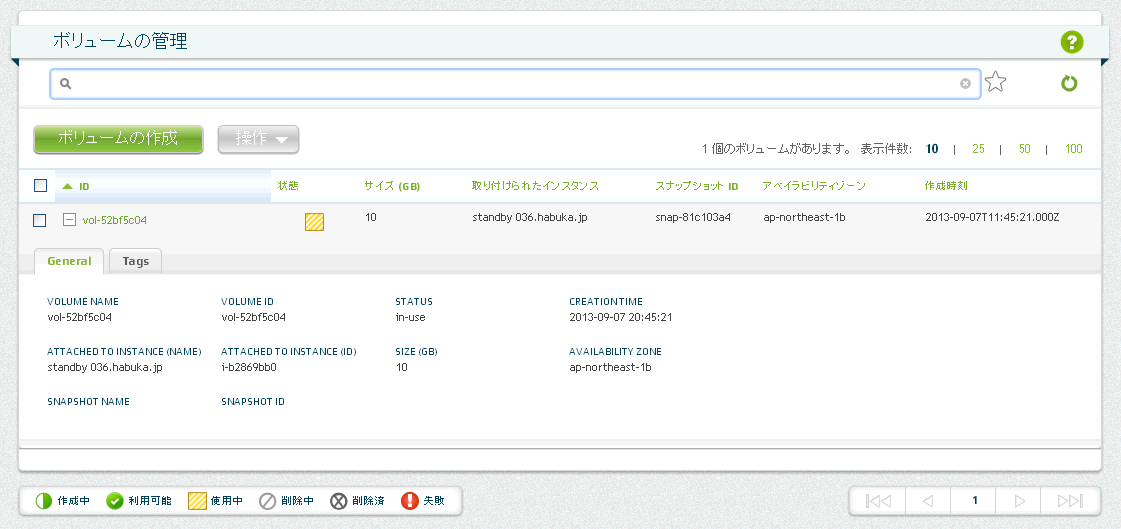 ボリュームの管理
?
ボリュームの作成 操作
1 個のボリュームがあります。 表示件数: 10 | 25 | 50 | 100
ID 状態 サイズ (GB) 取り付けられたインスタンス スナップショット ID アベイラビリティゾーン 作成時刻
vol-52bf5c04 10 standby 036.habuka.jp snap-81c103a4 ap-northeast-1b 2013-09-07T11:45:21.000Z
General Tags
VOLUME NAME VOLUME ID STATUS CREATIONTIME
vol-52bf5c04 vol-52bf5c04 in-use 2013-09-07 20:45:21
ATTACHED TO INSTANCE (NAME) ATTACHED TO INSTANCE (ID) SIZE (GB) AVAILABILITY ZONE
standby 036.habuka.jp i-b2869bb0 10 ap-northeast-1b
SNAPSHOT NAME SNAPSHOT ID
作成中 利用可能 使用中 削除中 削除済 失敗 1